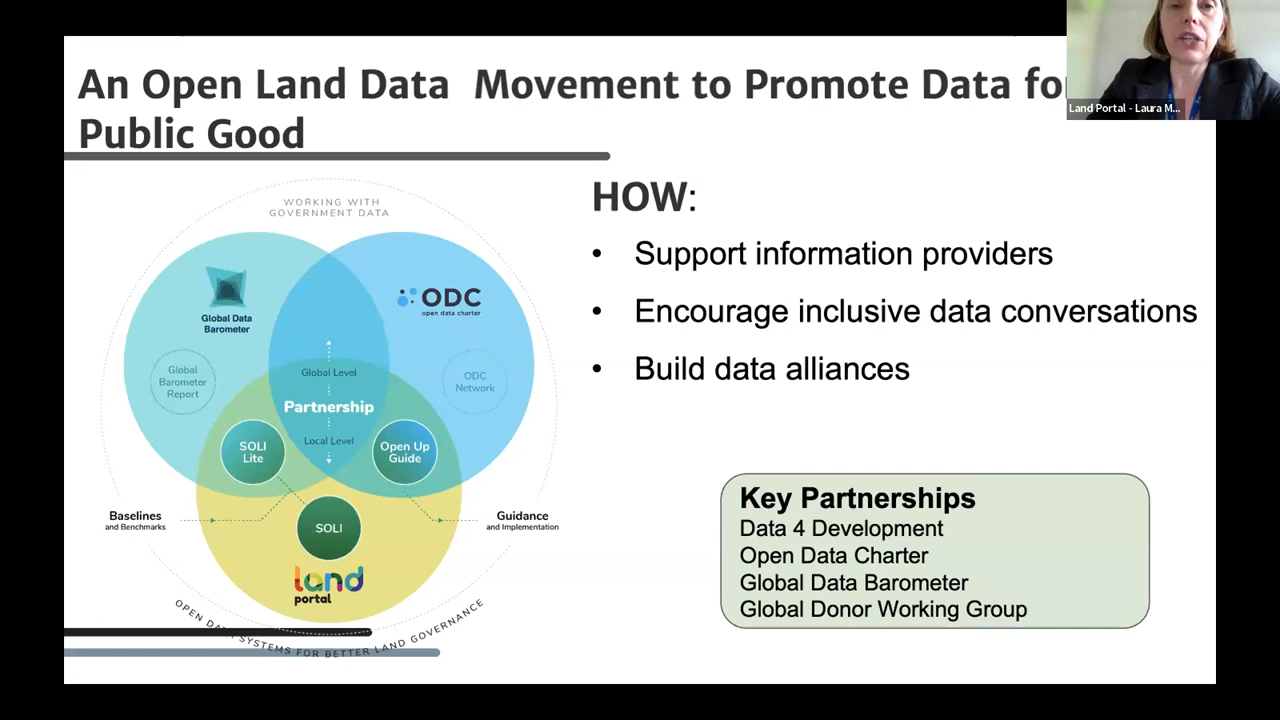 An Open Land Data Movement to Promote Data fo
Public Good
Land Portal - Laura M...
WORKING WITH
GOVERNMENT DATA
Global Data
Barometer
ODC
open data charter
Global
Barometer
Report
Global Level
ODC
Network
Partnership
Local Level
SOLI
Lite
Open Up
Guide
Baselines
and Benchmarks
SOLI
Guidance
and Implementation
land
portal
OPEN DATA SYSTEMS FOR BETTER LAND GOVERNANCE
HOW:
• Support information providers
• Encourage inclusive data conversations
• Build data alliances
Key Partnerships
Data 4 Development
Open Data Charter
Global Data Barometer
Global Donor Working Group